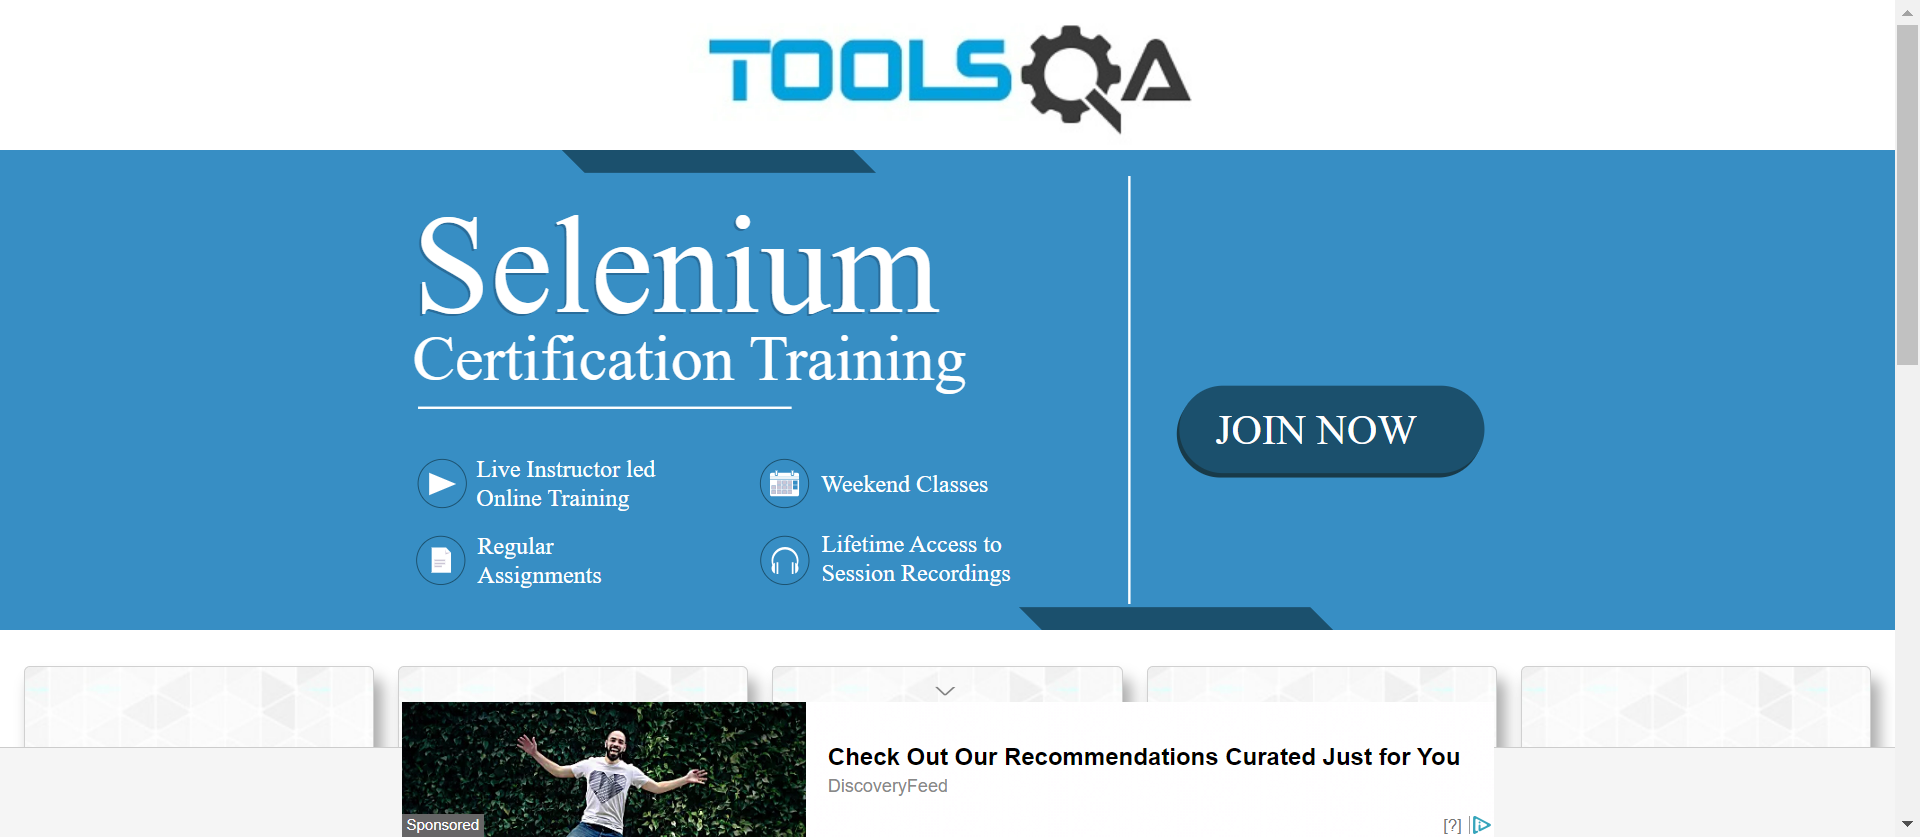 TOOLSQA
Selenium
Certification Training
JOIN NOW
Live Instructor led
Online Training
Weekend Classes
Regular
Assignments
Lifetime Access to
Session Recordings
Check Out Our Recommendations Curated Just for You
DiscoveryFeed
Sponsored
[?]